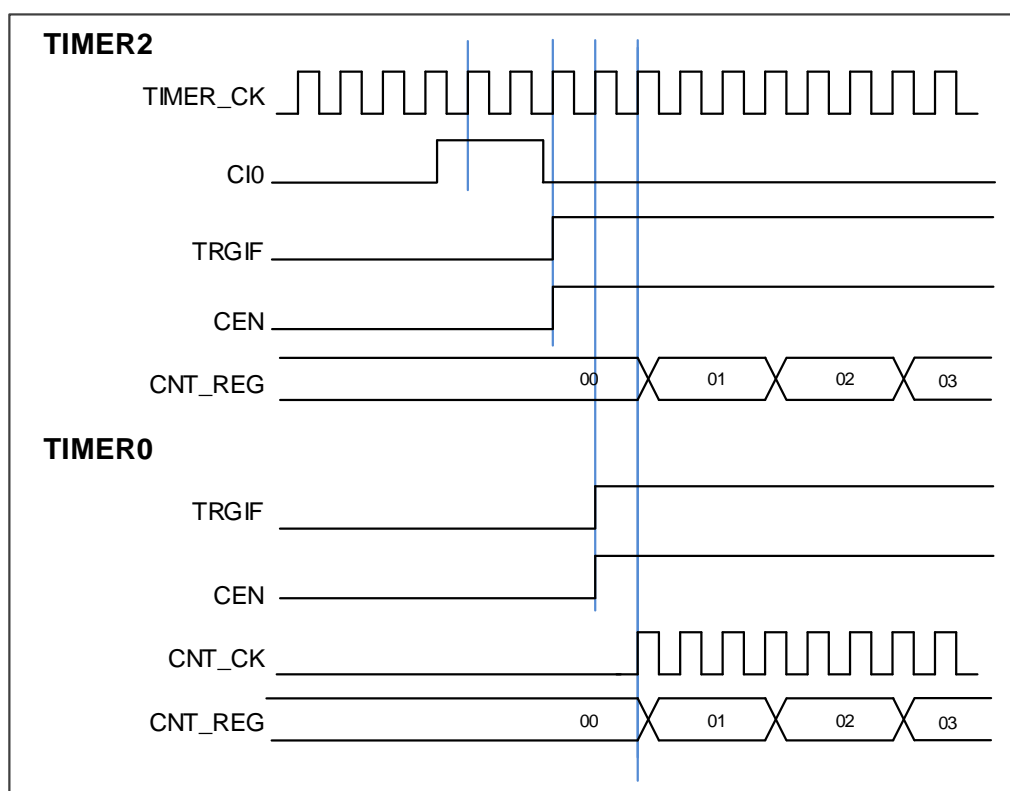 TIMER2
TIMER_CK
CI0
TRGIF
CEN
CNT_REG 00 01 02 03
TIMER0
TRGIF
CEN
CNT_CK
CNT_REG 00 01 02 03